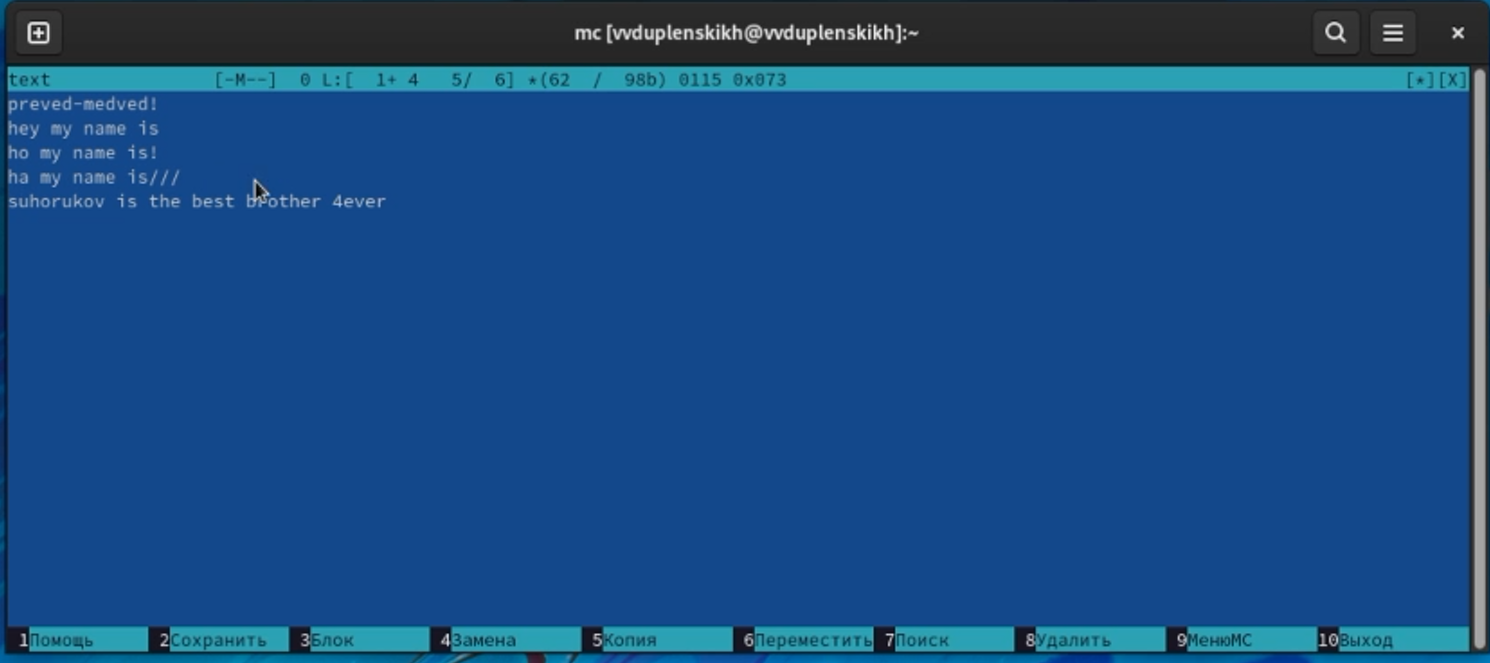 mc [vvduplenskikh@vvduplenskikh]:~
text [-M--] 0 L:[ 1+ 4 5/ 6] *(62 / 98b) 0115 0x073 [*][X]
preved-medved!
hey my name is
ho my name is!
ha my name is///
suhorukov is the best brother 4ever
1Помощь 2Сохранить 3Блок 4Замена 5Копия 6Переместить 7Поиск 8Удалить 9МенюMC 10Выход